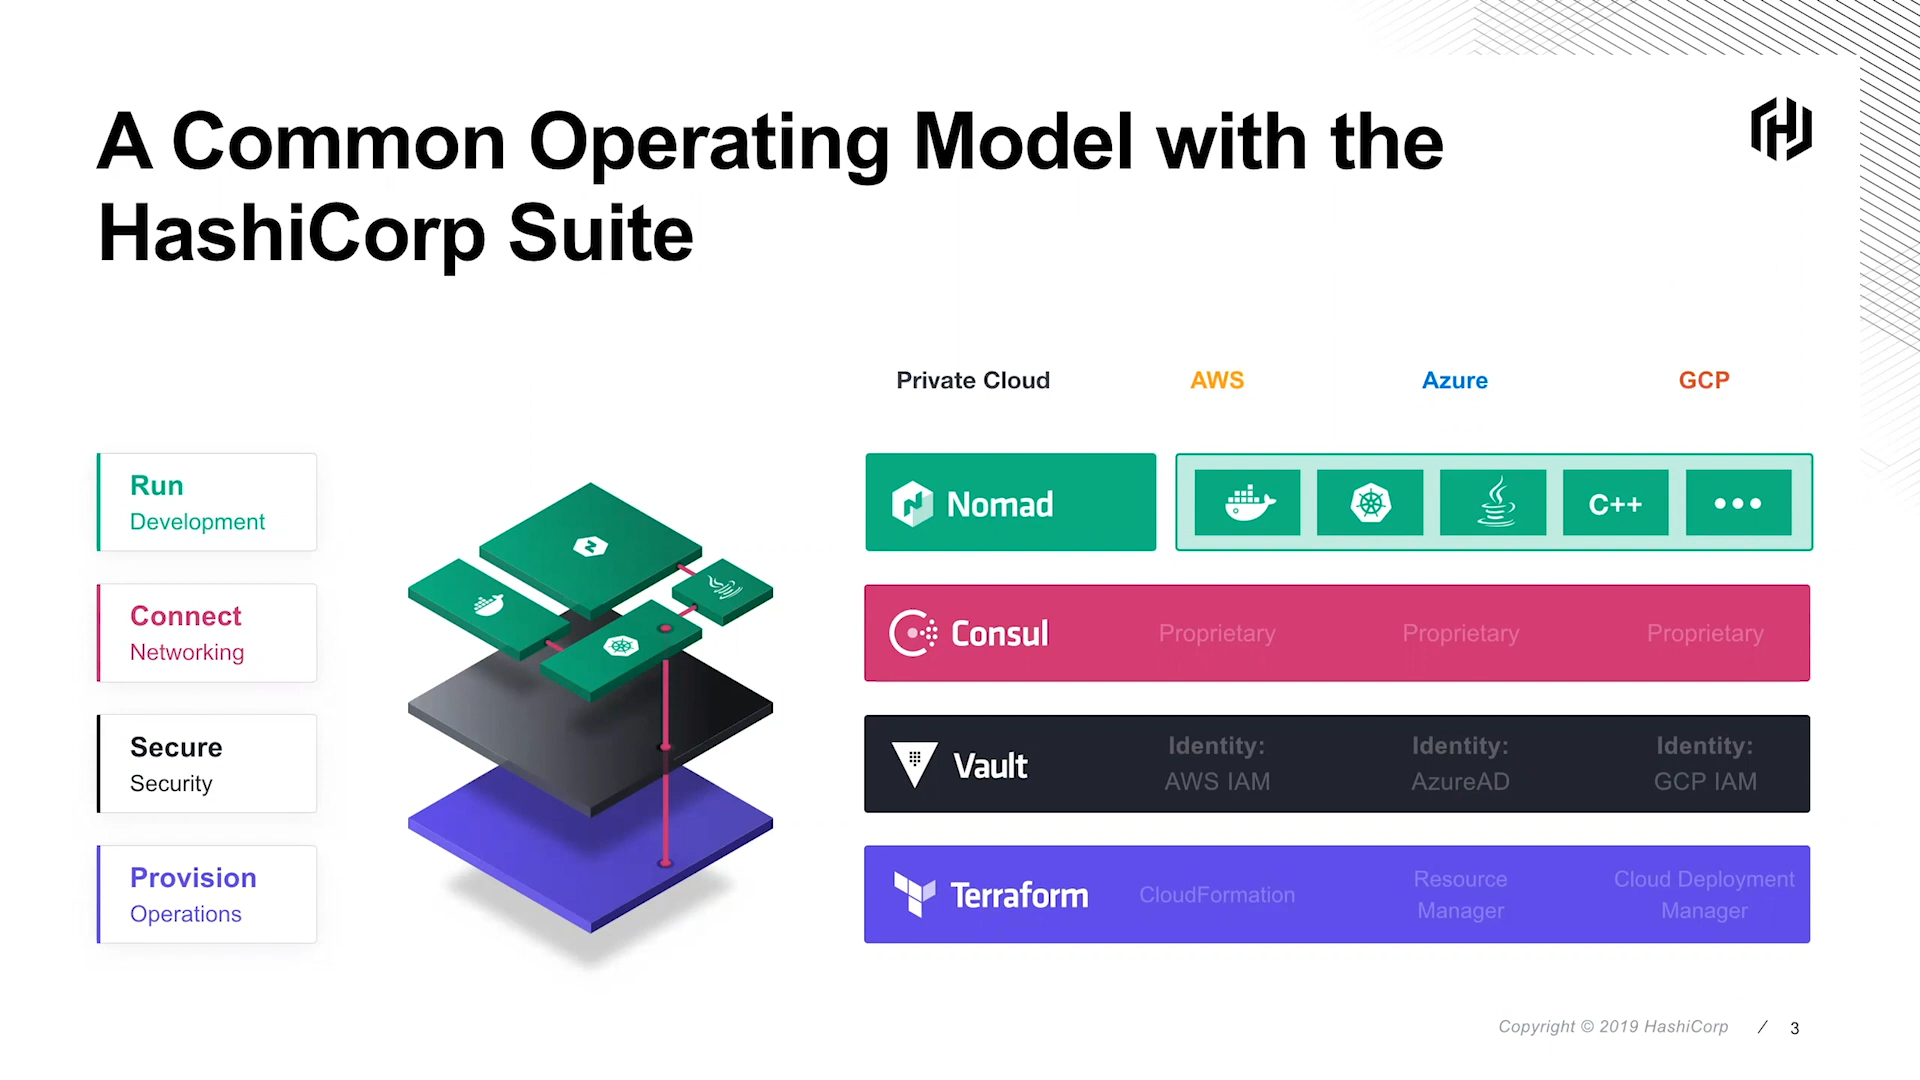 A Common Operating Model with the
HashiCorp Suite
Private Cloud
AWS
Azure
GCP
Run
Development
Nomad
C++
Connect
Networking
Consul
Proprietary
Proprietary
Proprietary
Secure
Security
Vault
Identity:
AWS IAM
Identity:
AzureAD
Identity:
GCP IAM
Provision
Operations
Terraform
CloudFormation
Resource
Manager
Cloud Deployment
Manager
Copyright © 2019 HashiCorp / 3